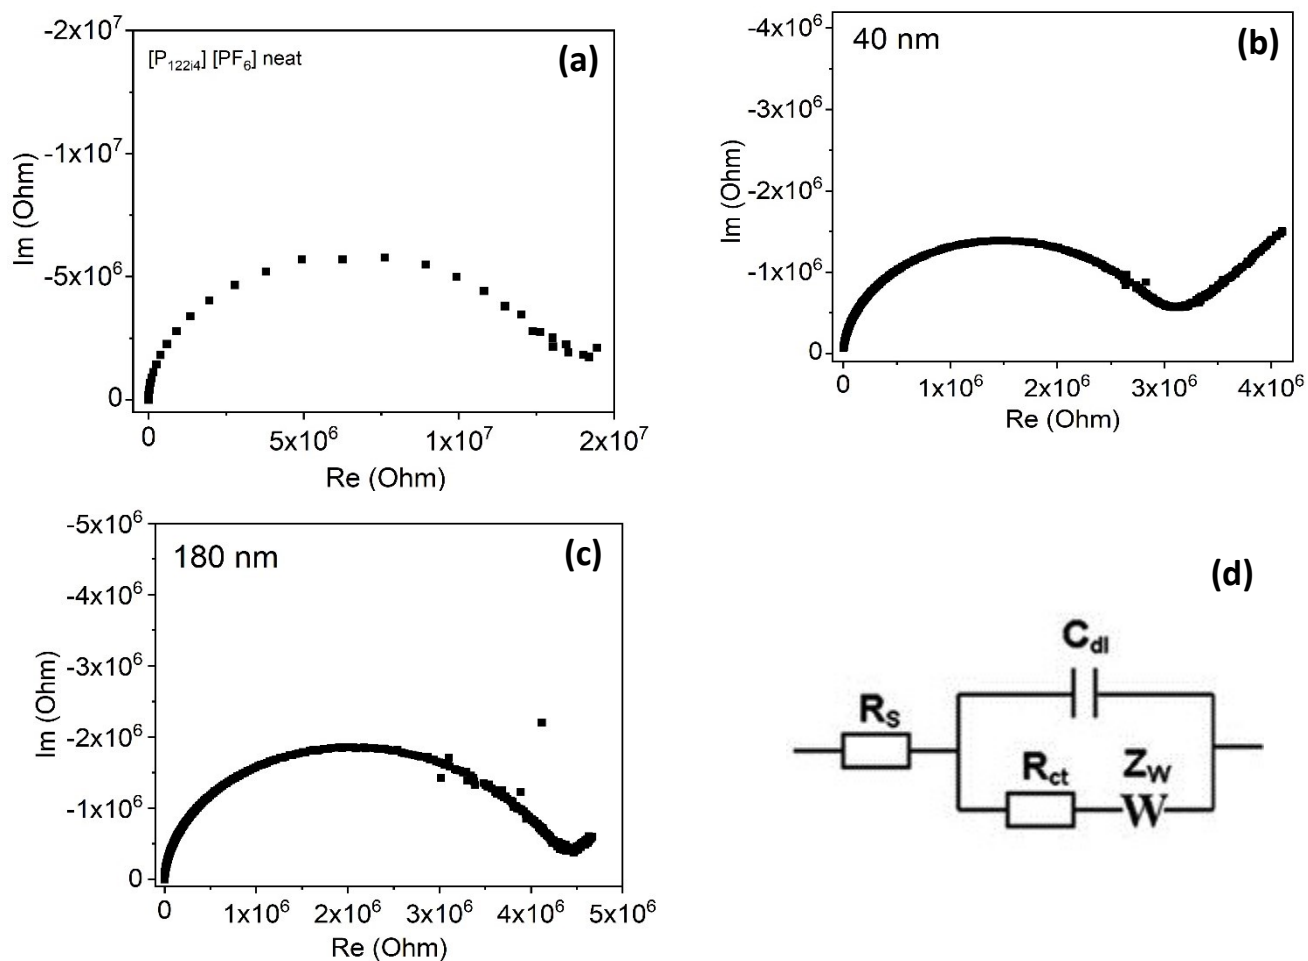 -2x10⁷
[P₁₂₂ᵢ₄] [PF₆] neat
(a)
-1x10⁷
Im (Ohm)
-5x10⁶
0
0
5x10⁶
1x10⁷
2x10⁷
Re (Ohm)
-4x10⁶
40 nm
(b)
-3x10⁶
Im (Ohm)
-2x10⁶
-1x10⁶
0
0
1x10⁶
2x10⁶
3x10⁶
4x10⁶
Re (Ohm)
-5x10⁶
180 nm
(c)
-4x10⁶
-3x10⁶
Im (Ohm)
-2x10⁶
-1x10⁶
0
0
1x10⁶
2x10⁶
3x10⁶
4x10⁶
5x10⁶
Re (Ohm)
(d)
C_dl
R_S
R_ct
Z_W
W